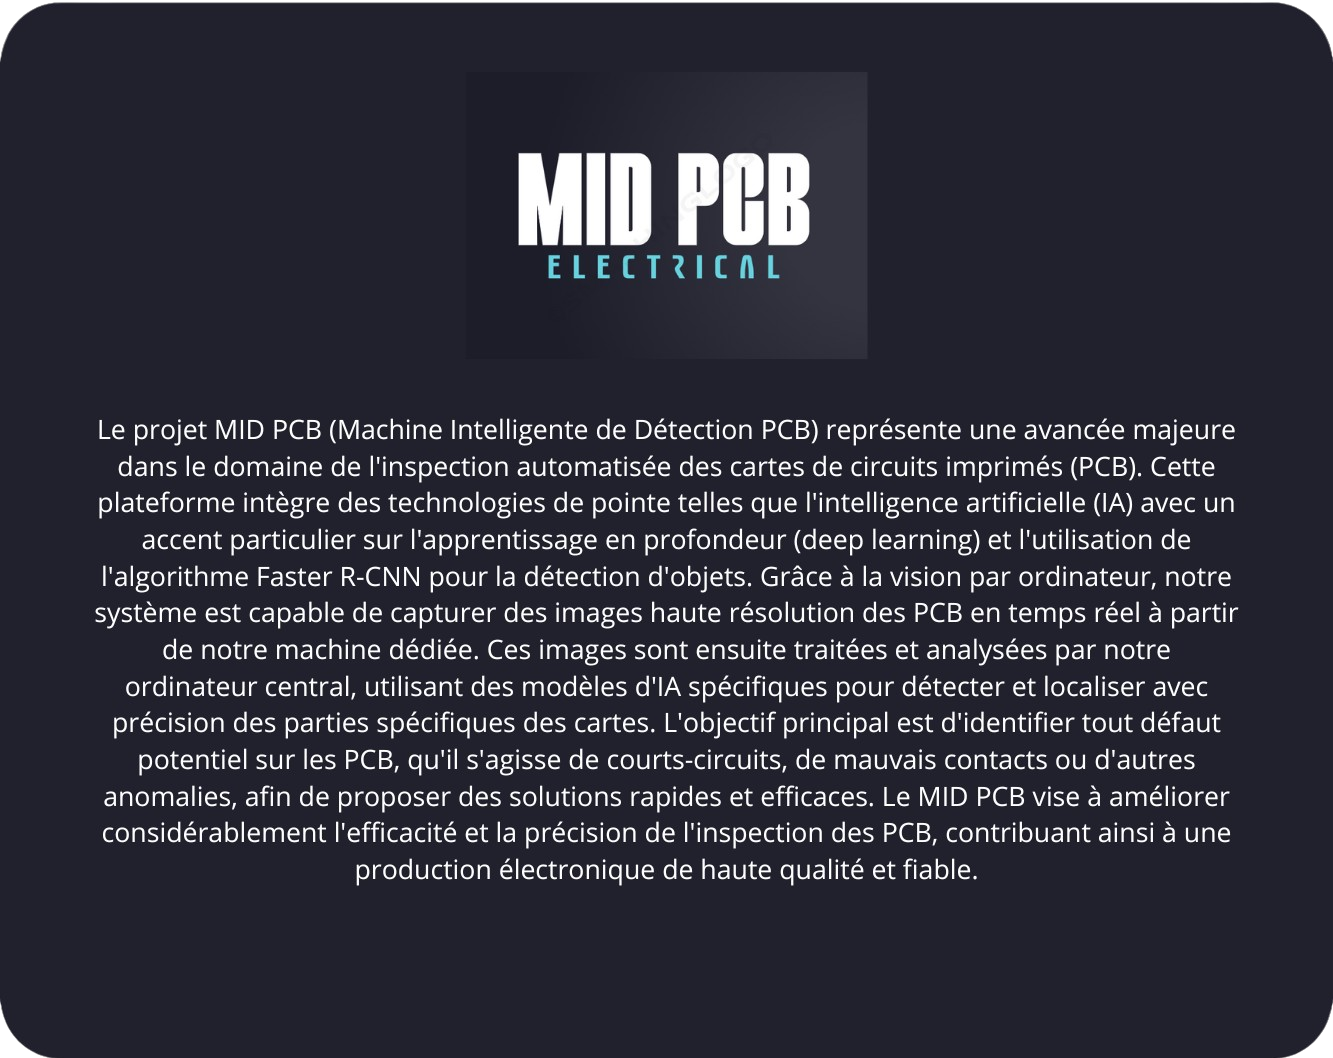 MID PCB
ELECTRICAL
Le projet MID PCB (Machine Intelligente de Détection PCB) représente une avancée majeure
dans le domaine de l'inspection automatisée des cartes de circuits imprimés (PCB). Cette
plateforme intègre des technologies de pointe telles que l'intelligence artificielle (IA) avec un
accent particulier sur l'apprentissage en profondeur (deep learning) et l'utilisation de
l'algorithme Faster R-CNN pour la détection d'objets. Grâce à la vision par ordinateur, notre
système est capable de capturer des images haute résolution des PCB en temps réel à partir
de notre machine dédiée. Ces images sont ensuite traitées et analysées par notre
ordinateur central, utilisant des modèles d'IA spécifiques pour détecter et localiser avec
précision des parties spécifiques des cartes. L'objectif principal est d'identifier tout défaut
potentiel sur les PCB, qu'il s'agisse de courts-circuits, de mauvais contacts ou d'autres
anomalies, afin de proposer des solutions rapides et efficaces. Le MID PCB vise à améliorer
considérablement l'efficacité et la précision de l'inspection des PCB, contribuant ainsi à une
production électronique de haute qualité et fiable.